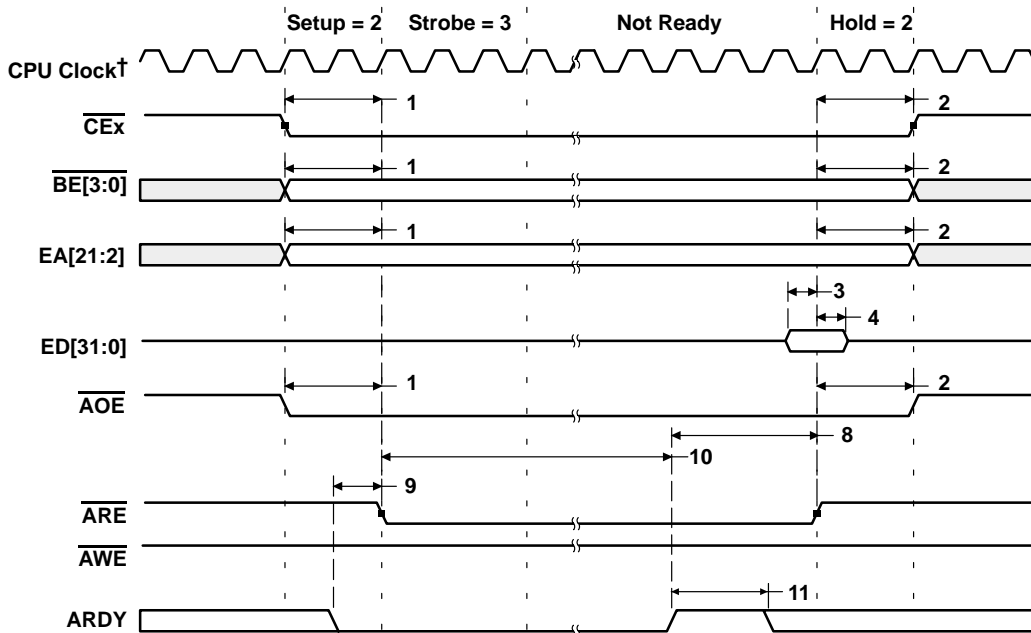 Setup = 2 Strobe = 3 Not Ready Hold = 2
CPU Clock†
1 2
CEx
1 2
BE[3:0]
1 2
EA[21:2]
3
4
ED[31:0]
1 2
AOE
8
10
9
ARE
AWE
11
ARDY